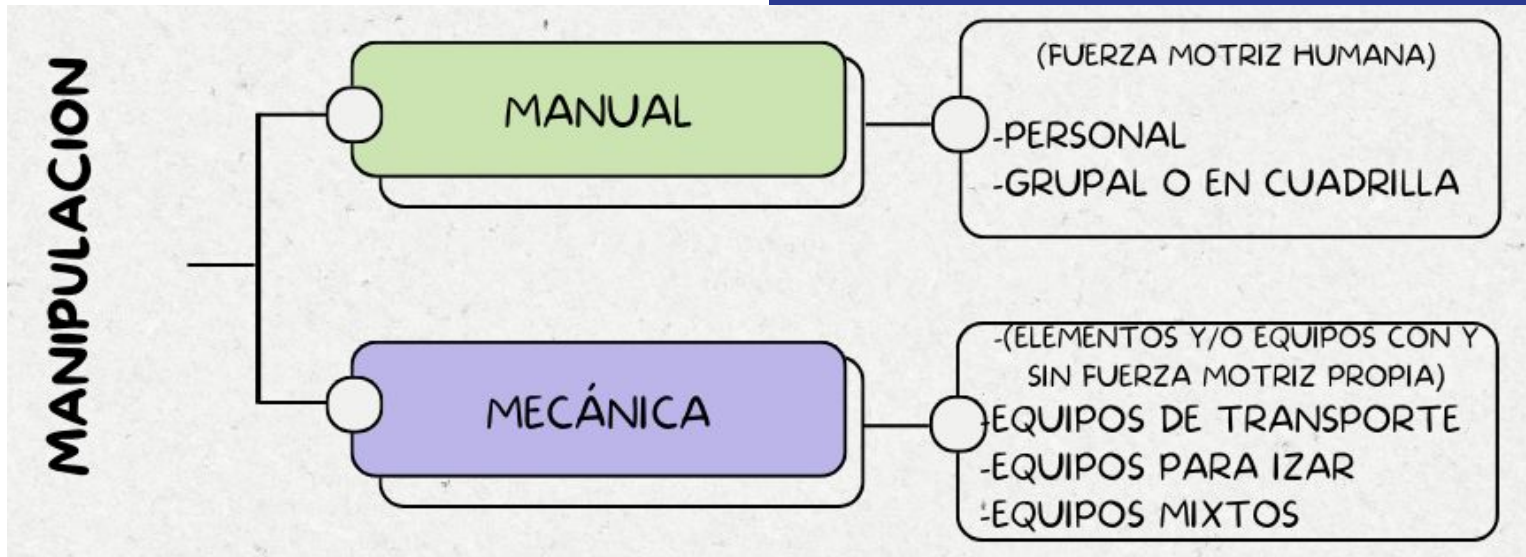 MANIPULACION
MANUAL
(FUERZA MOTRIZ HUMANA)
-PERSONAL
-GRUPAL O EN CUADRILLA
MECÁNICA
-(ELEMENTOS Y/O EQUIPOS CON Y
SIN FUERZA MOTRIZ PROPIA)
-EQUIPOS DE TRANSPORTE
-EQUIPOS PARA IZAR
-EQUIPOS MIXTOS